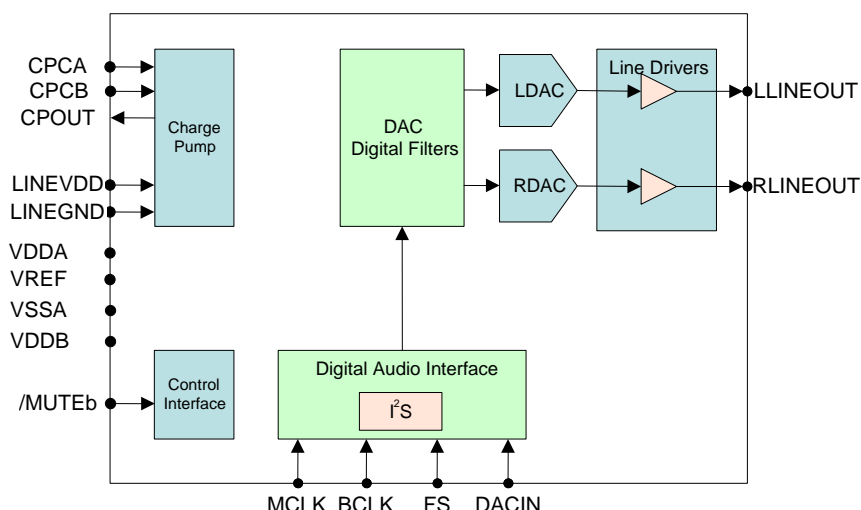 CPCA
CPCB
CPOUT
LINEVDD
LINEGND
VDDA
VREF
VSSA
VDDB
/MUTEb
Charge
Pump
Control
Interface
DAC
Digital Filters
LDAC
RDAC
Line Drivers
LLINEOUT
RLINEOUT
Digital Audio Interface
I²S
MCLK BCLK FS DACIN